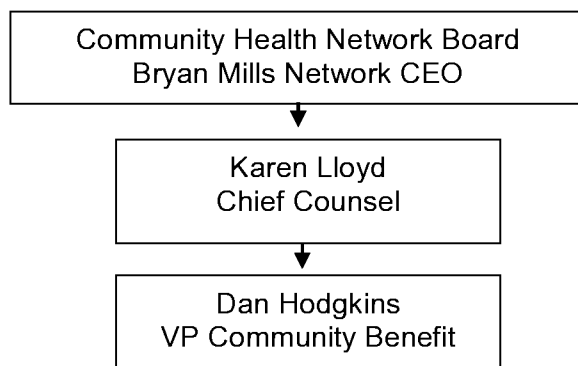 Community Health Network Board
Bryan Mills Network CEO
Karen Lloyd
Chief Counsel
Dan Hodgkins
VP Community Benefit